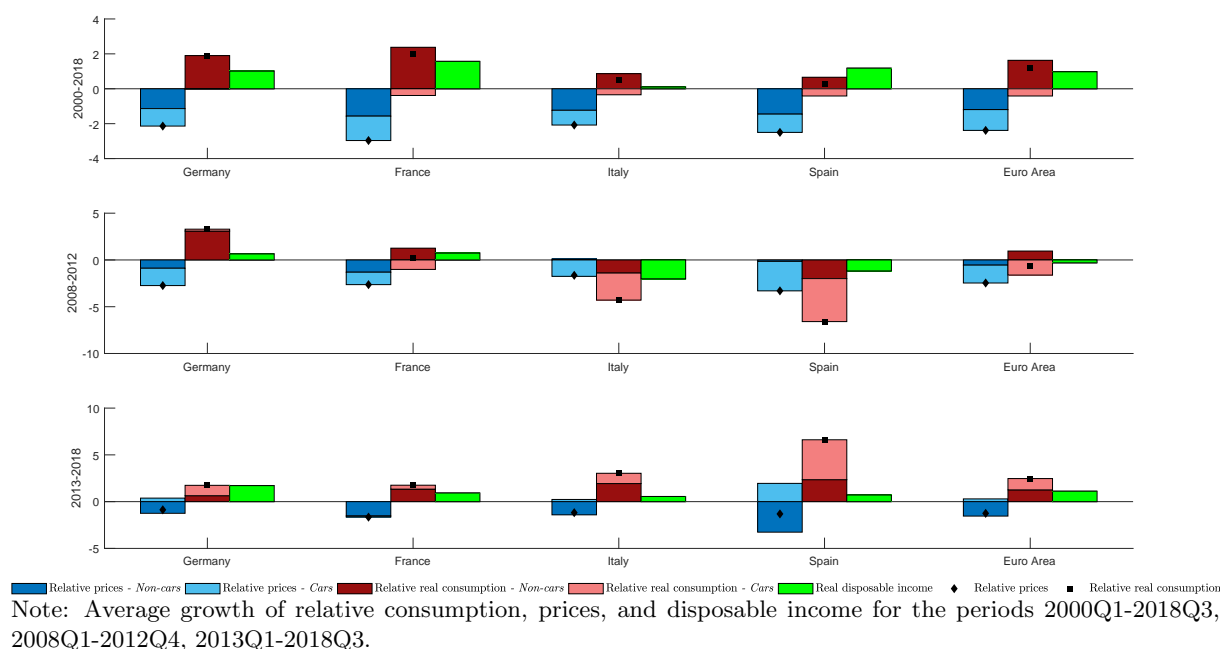 4
2
0
-2
-4
2000-2018
Germany France Italy Spain Euro Area
5
0
-5
-10
2008-2012
Germany France Italy Spain Euro Area
10
5
0
-5
2013-2018
Germany France Italy Spain Euro Area
Relative prices - Non-cars Relative prices - Cars Relative real consumption - Non-cars Relative real consumption - Cars Real disposable income Relative prices Relative real consumption
Note: Average growth of relative consumption, prices, and disposable income for the periods 2000Q1-2018Q3,
2008Q1-2012Q4, 2013Q1-2018Q3.